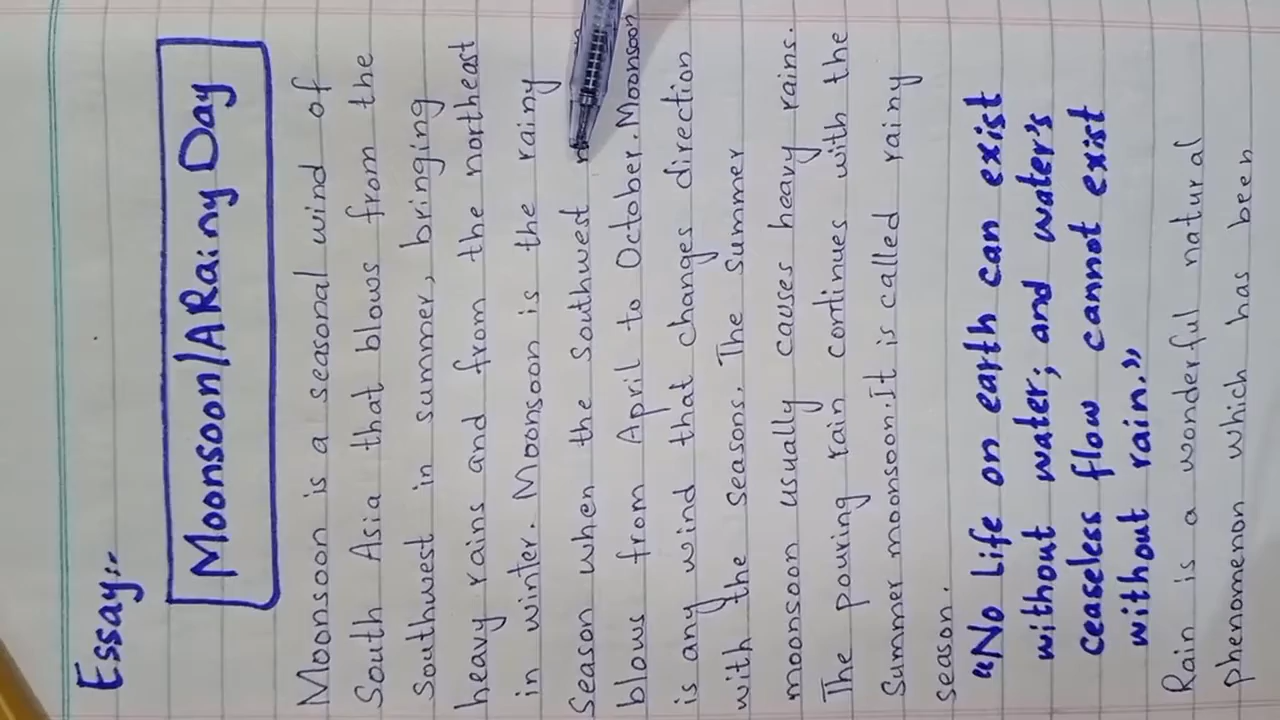 Essay:-
Moonsoon/A Rainy Day
Moonsoon is a seasonal wind of
South Asia that blows from the
Southwest in summer, bringing
heavy rains and from the northeast
in winter. Moonsoon is the rainy
Season when the Southwest
blows from April to October. Moonsoon
is any wind that changes direction
with the seasons. The Summer
moonsoon usually causes heavy rains.
The pouring rain continues with the
Summer moonsoon. It is called rainy
season.
"No Life on earth can exist
without water; and water's
ceaseless flow cannot exist
without rain."
Rain is a wonderful natural
phenomenon which has been